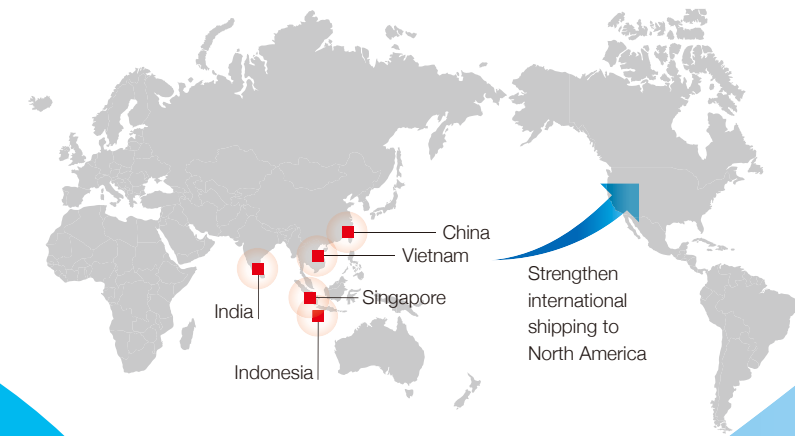 China
Vietnam
Singapore
India
Indonesia
Strengthen
international
shipping to
North America